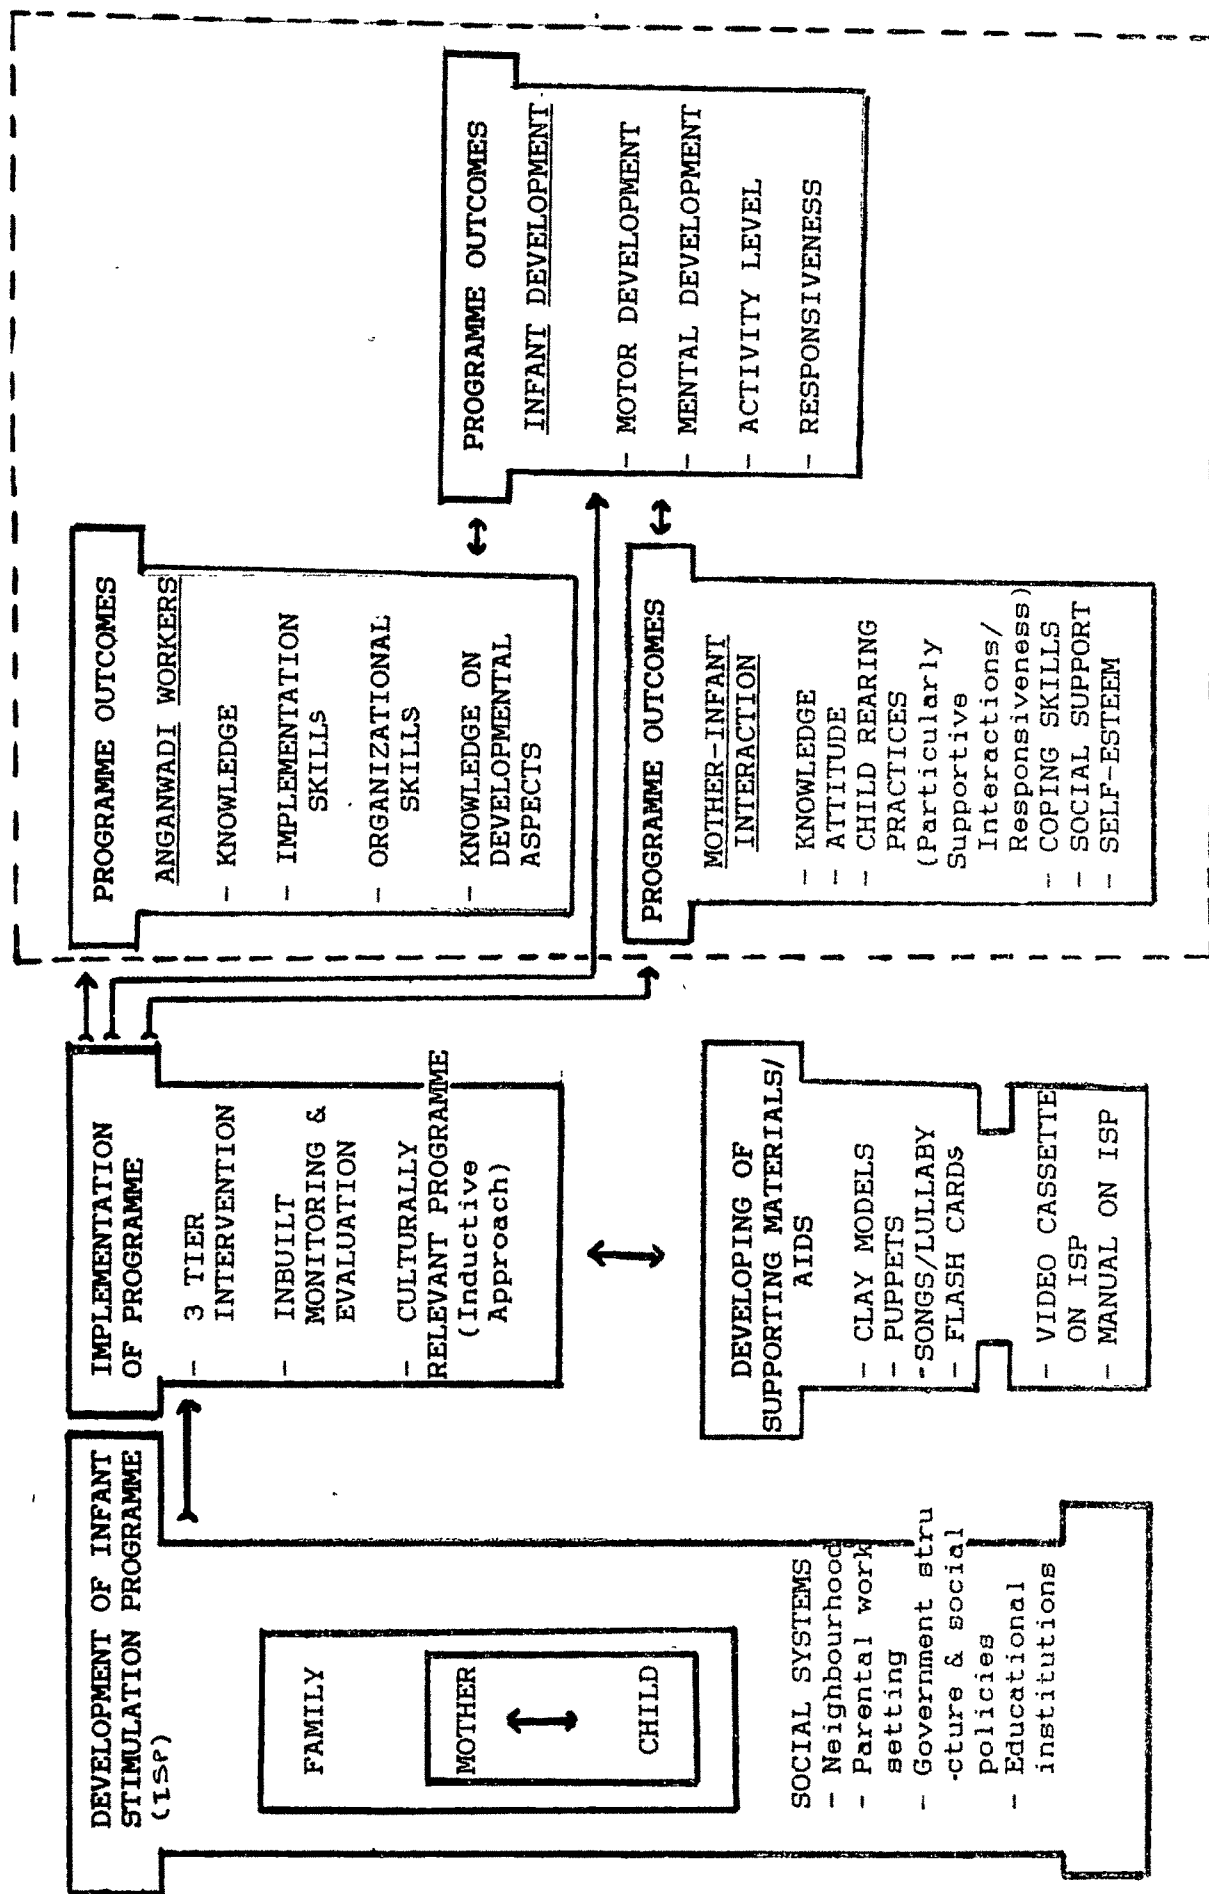 DEVELOPMENT OF INFANT
STIMULATION PROGRAMME
(ISP)
FAMILY
MOTHER
CHILD
SOCIAL SYSTEMS
- Neighbourhood
- Parental work
setting
- Government stru
-cture & social
policies
- Educational
institutions
IMPLEMENTATION
OF PROGRAMME
- 3 TIER
INTERVENTION
- INBUILT
MONITORING &
EVALUATION
- CULTURALLY
RELEVANT PROGRAMME
(Inductive
Approach)
DEVELOPING OF
SUPPORTING MATERIALS/
AIDS
- CLAY MODELS
- PUPPETS
-SONGS/LULLABY
- FLASH CARDs
- VIDEO CASSETTE
ON ISP
- MANUAL ON ISP
PROGRAMME OUTCOMES
ANGANWADI WORKERS
- KNOWLEDGE
- IMPLEMENTATION
SKILLs
- ORGANIZATIONAL
SKILLS
- KNOWLEDGE ON
DEVELOPMENTAL
ASPECTS
PROGRAMME OUTCOMES
MOTHER-INFANT
INTERACTION
- KNOWLEDGE
- ATTITUDE
- CHILD REARING
PRACTICES
(Particularly
Supportive
Interactions/
Responsiveness)
- COPING SKILLS
- SOCIAL SUPPORT
- SELF-ESTEEM
PROGRAMME OUTCOMES
INFANT DEVELOPMENT
- MOTOR DEVELOPMENT
- MENTAL DEVELOPMENT
- ACTIVITY LEVEL
- RESPONSIVENESS